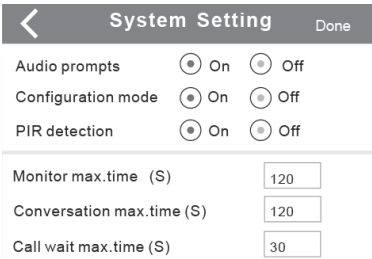 System Setting Done
Audio prompts On Off
Configuration mode On Off
PIR detection On Off
Monitor max.time (S) 120
Conversation max.time (S) 120
Call wait max.time (S) 30